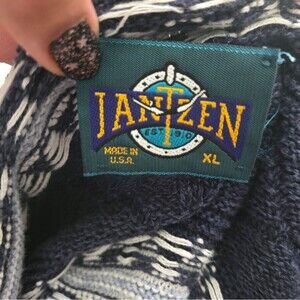 JANTZEN
EST 1910
MADE IN
U.S.A.
XL